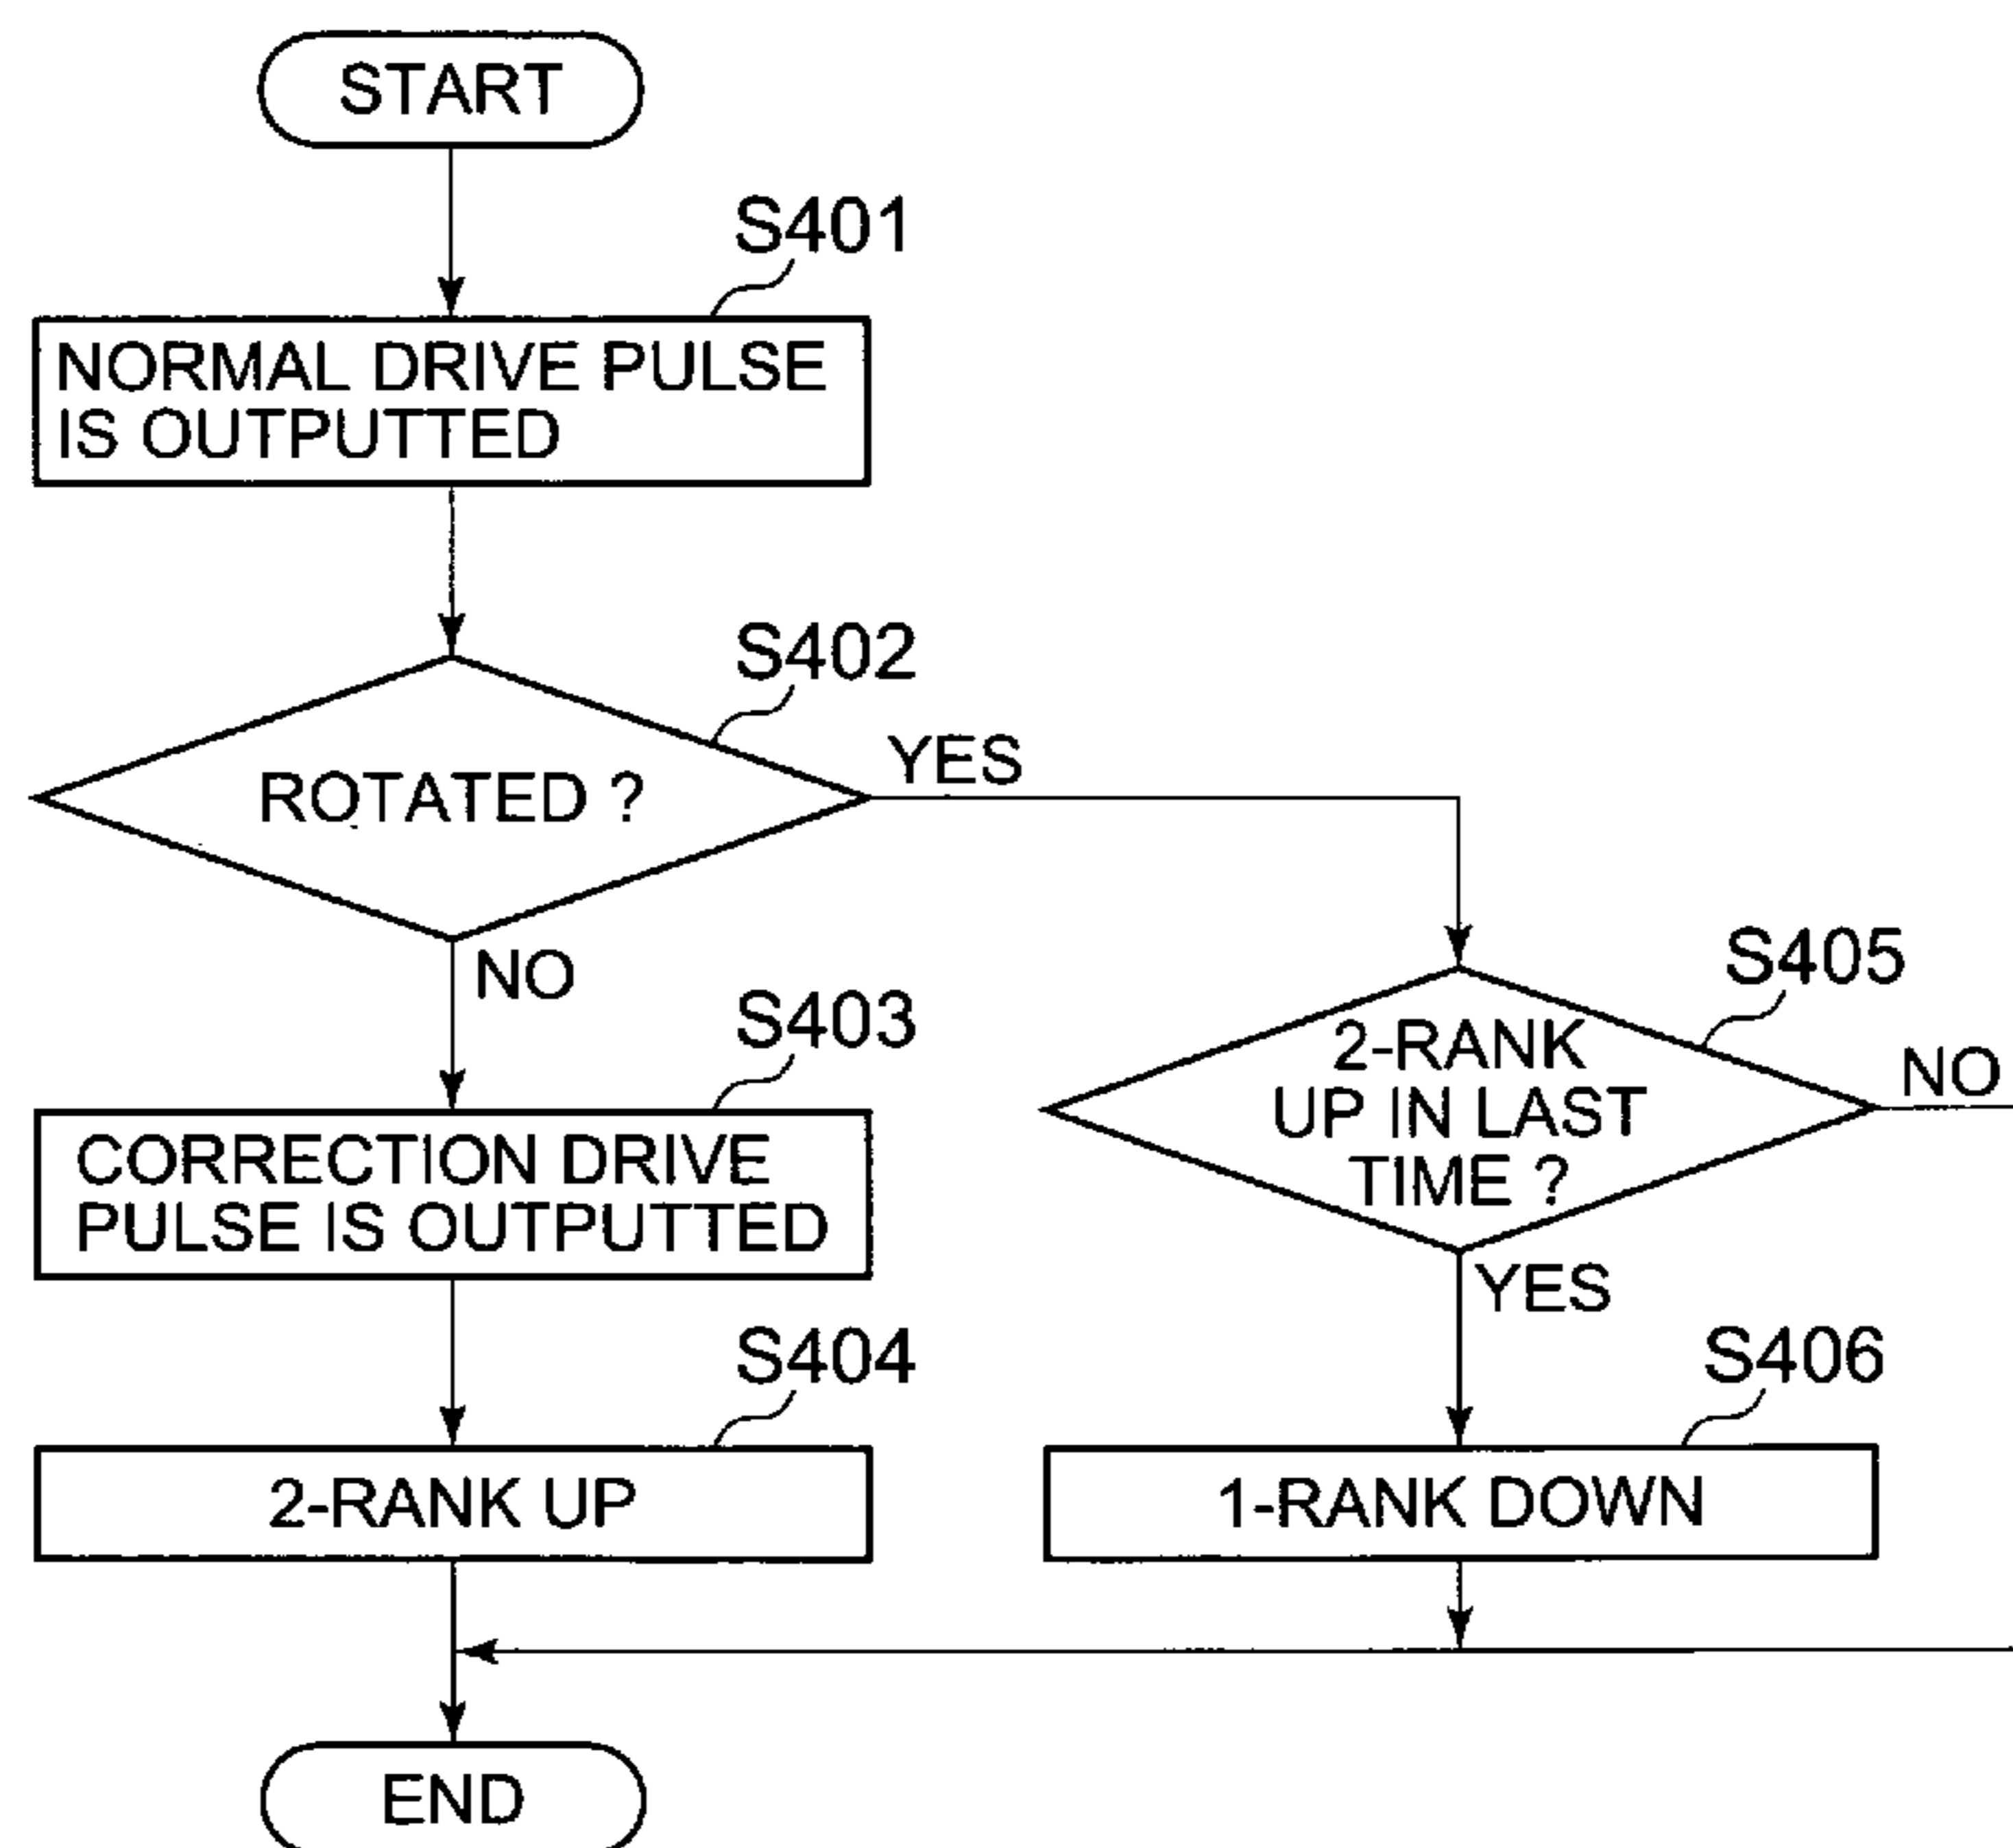 START
S401
NORMAL DRIVE PULSE
IS OUTPUTTED
S402
ROTATED ?
YES
NO
S403
CORRECTION DRIVE
PULSE IS OUTPUTTED
S404
2-RANK UP
S405
2-RANK
UP IN LAST
TIME ?
NO
YES
S406
1-RANK DOWN
END